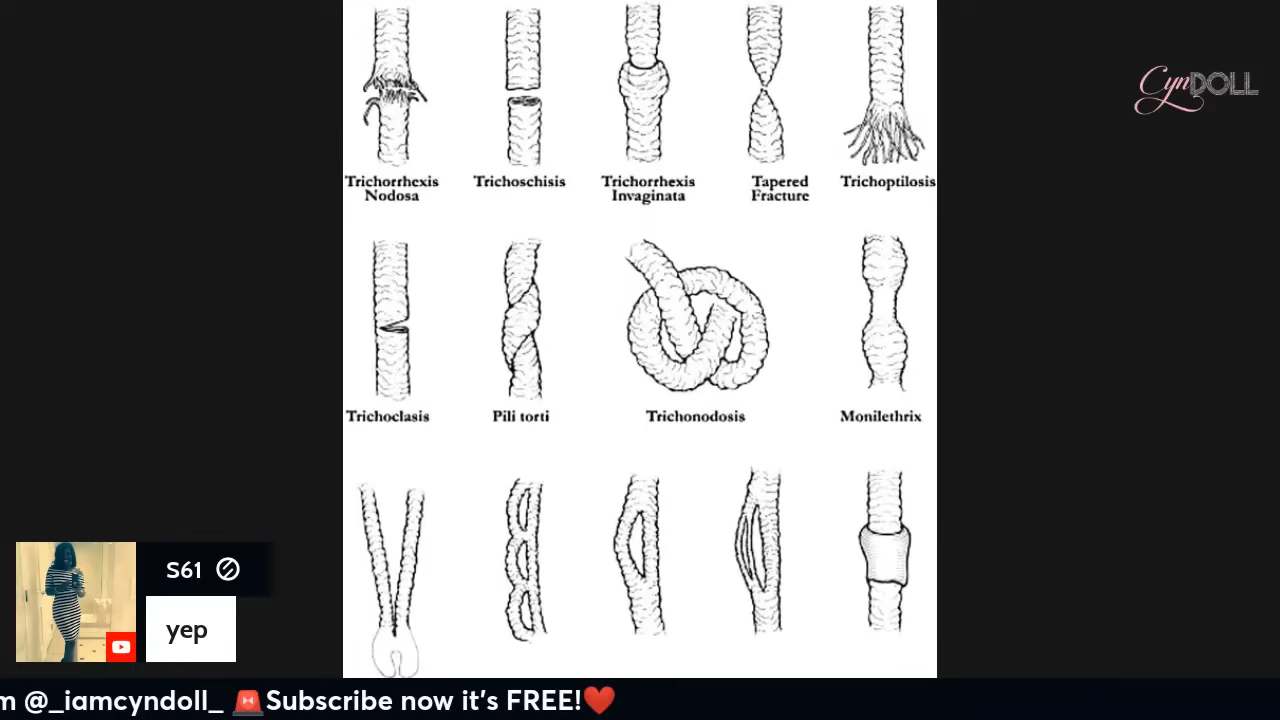 CynDOLL
Trichorrhexis
Nodosa
Trichoschisis
Trichorrhexis
Invaginata
Tapered
Fracture
Trichoptilosis
Trichoclasis
Pili torti
Trichonodosis
Monilethrix
S61
yep
m @_iamcyndoll_ 🚨Subscribe now it's FREE!❤️